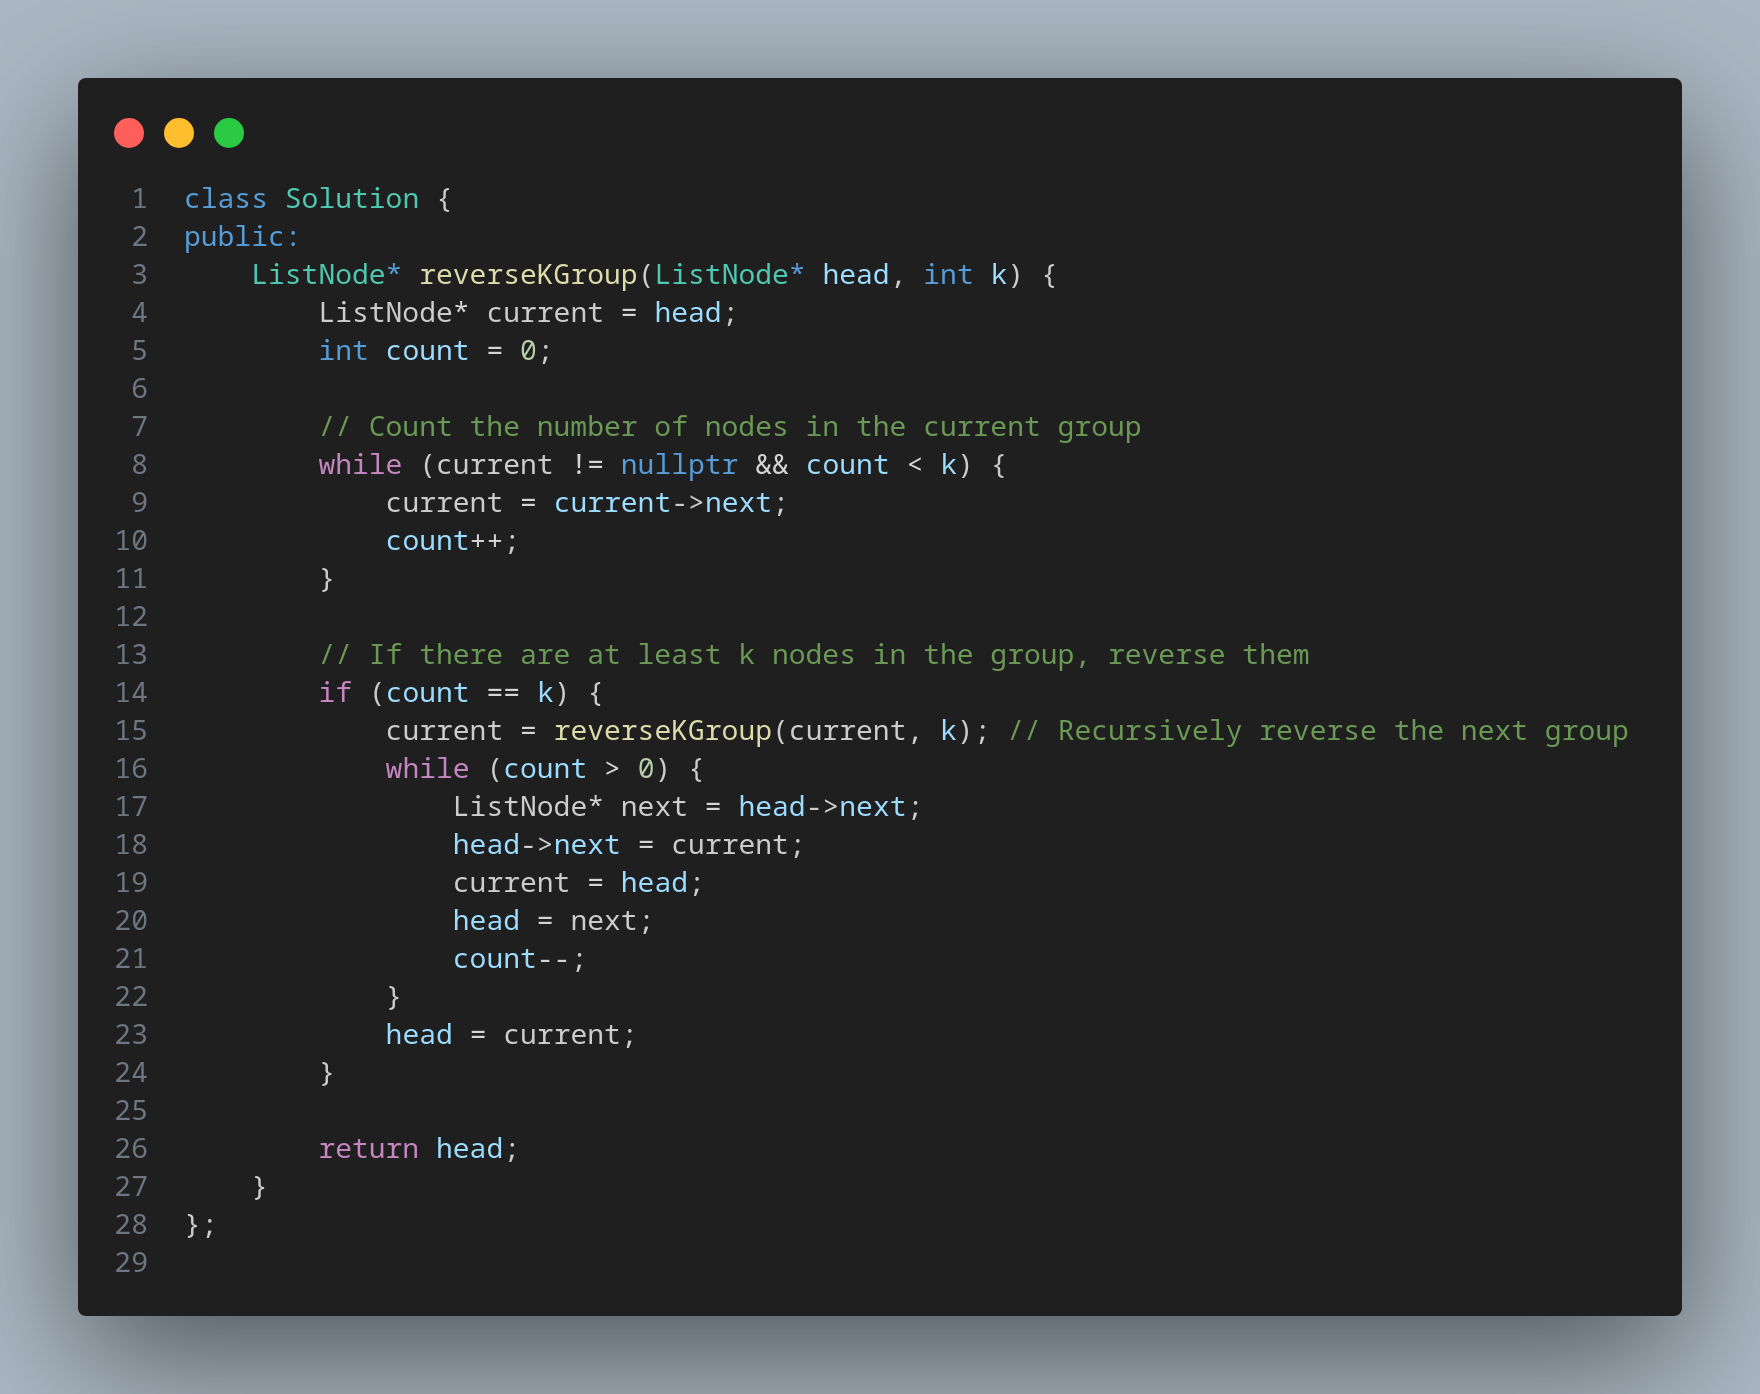 1 class Solution {
2 public:
3     ListNode* reverseKGroup(ListNode* head, int k) {
4         ListNode* current = head;
5         int count = 0;
6
7         // Count the number of nodes in the current group
8         while (current != nullptr && count < k) {
9             current = current->next;
10             count++;
11         }
12
13         // If there are at least k nodes in the group, reverse them
14         if (count == k) {
15             current = reverseKGroup(current, k); // Recursively reverse the next group
16             while (count > 0) {
17                 ListNode* next = head->next;
18                 head->next = current;
19                 current = head;
20                 head = next;
21                 count--;
22             }
23             head = current;
24         }
25
26         return head;
27     }
28 };
29